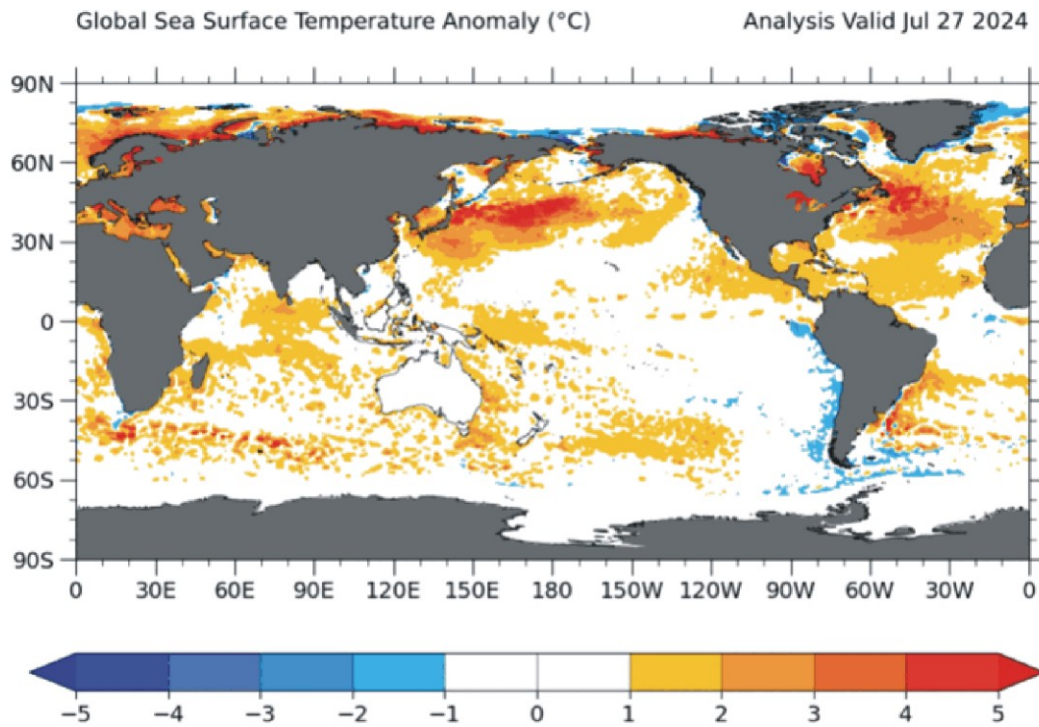 Global Sea Surface Temperature Anomaly (°C) Analysis Valid Jul 27 2024
90N
60N
30N
0
30S
60S
90S
0 30E 60E 90E 120E 150E 180 150W 120W 90W 60W 30W 0
−5 −4 −3 −2 −1 0 1 2 3 4 5